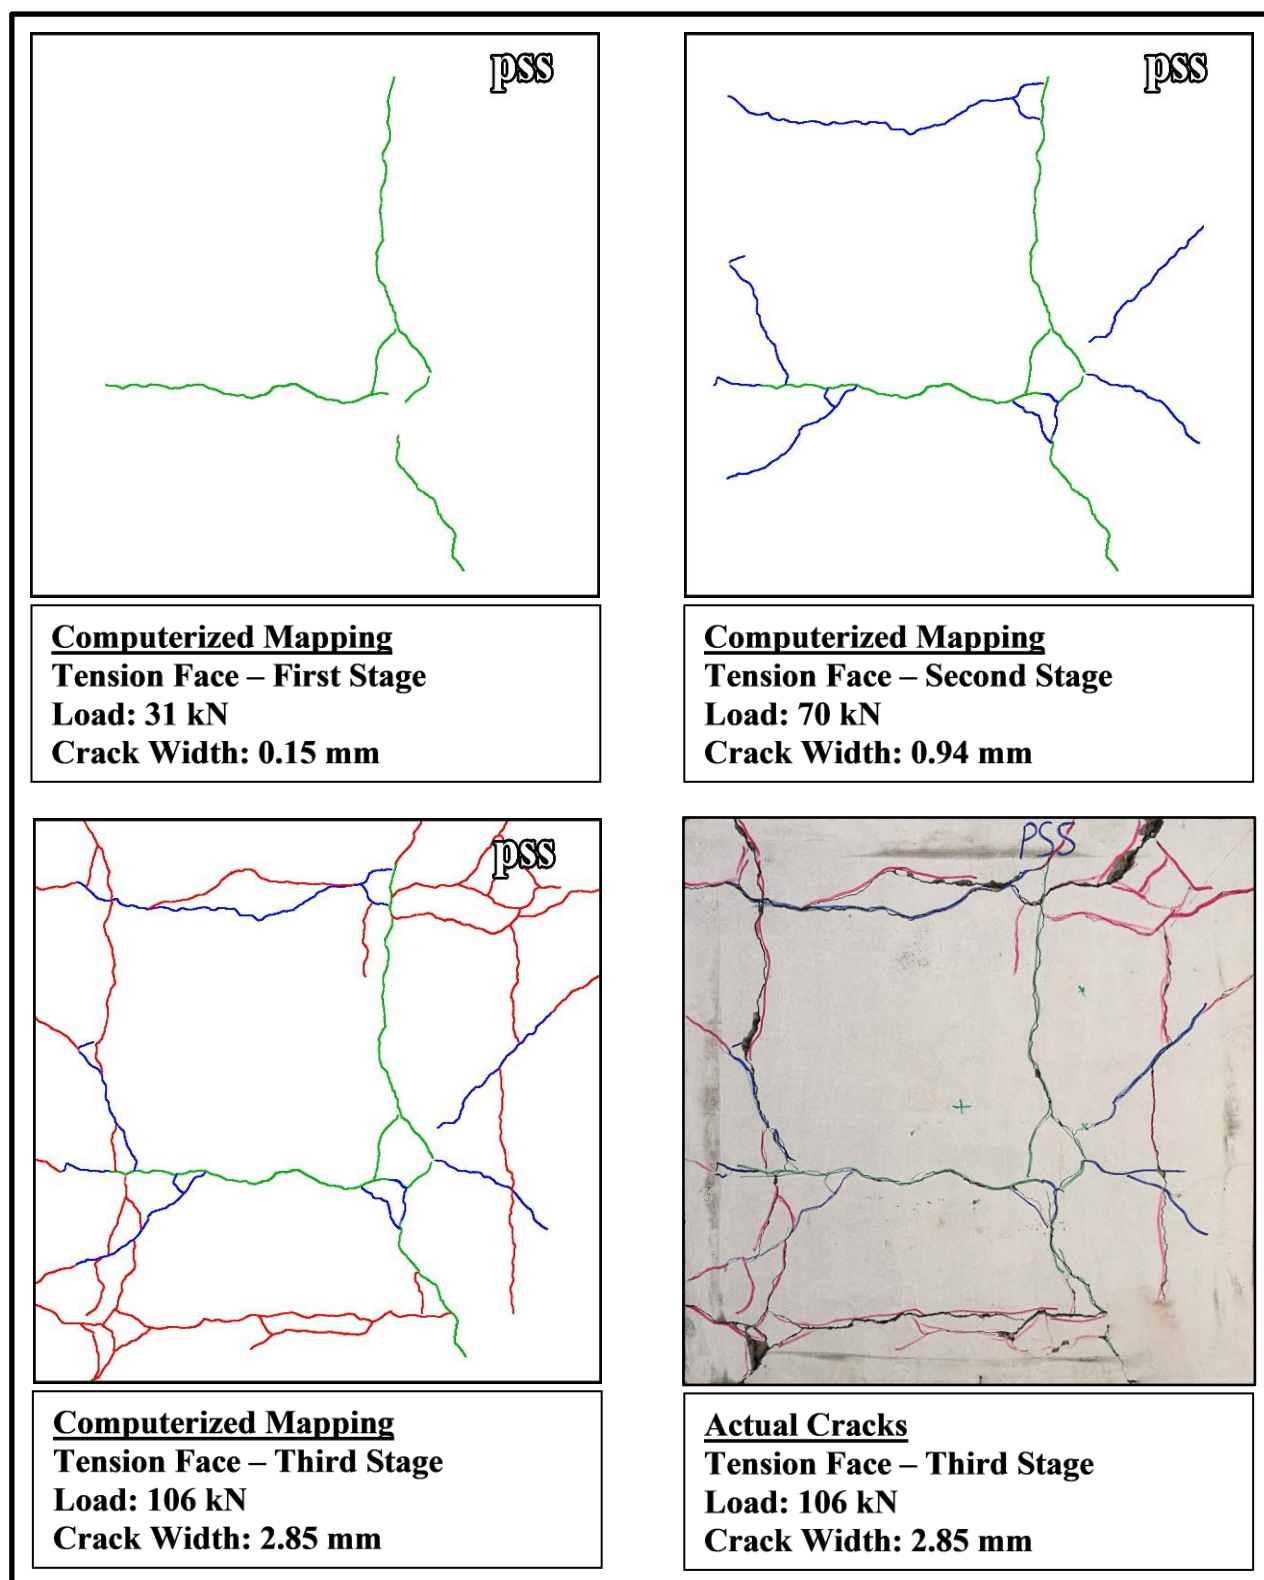 pss
pss
Computerized Mapping
Tension Face – First Stage
Load: 31 kN
Crack Width: 0.15 mm
Computerized Mapping
Tension Face – Second Stage
Load: 70 kN
Crack Width: 0.94 mm
pss
PSS
Computerized Mapping
Tension Face – Third Stage
Load: 106 kN
Crack Width: 2.85 mm
Actual Cracks
Tension Face – Third Stage
Load: 106 kN
Crack Width: 2.85 mm